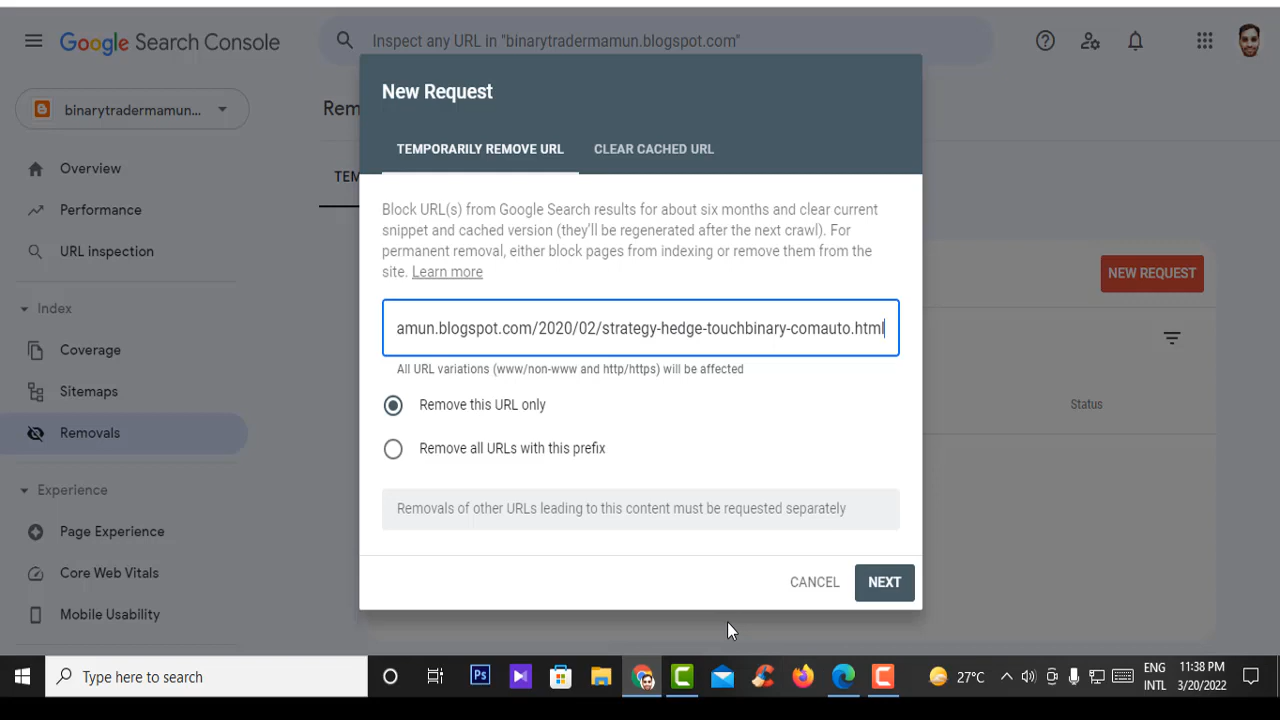 Google Search Console
Inspect any URL in "binarytradermamun.blogspot.com"
binarytradermamun...
Rem
New Request
TEMPORARILY REMOVE URL
CLEAR CACHED URL
Overview
TEM
Performance
Block URL(s) from Google Search results for about six months and clear current
snippet and cached version (they'll be regenerated after the next crawl). For
permanent removal, either block pages from indexing or remove them from the
site. Learn more
URL inspection
NEW REQUEST
Index
amun.blogspot.com/2020/02/strategy-hedge-touchbinary-comauto.html
Coverage
All URL variations (www/non-www and http/https) will be affected
Sitemaps
Remove this URL only
Status
Removals
Remove all URLs with this prefix
Experience
Removals of other URLs leading to this content must be requested separately
Page Experience
Core Web Vitals
CANCEL
NEXT
Mobile Usability
Type here to search
Ps
27°C
ENG
INTL
11:38 PM
3/20/2022